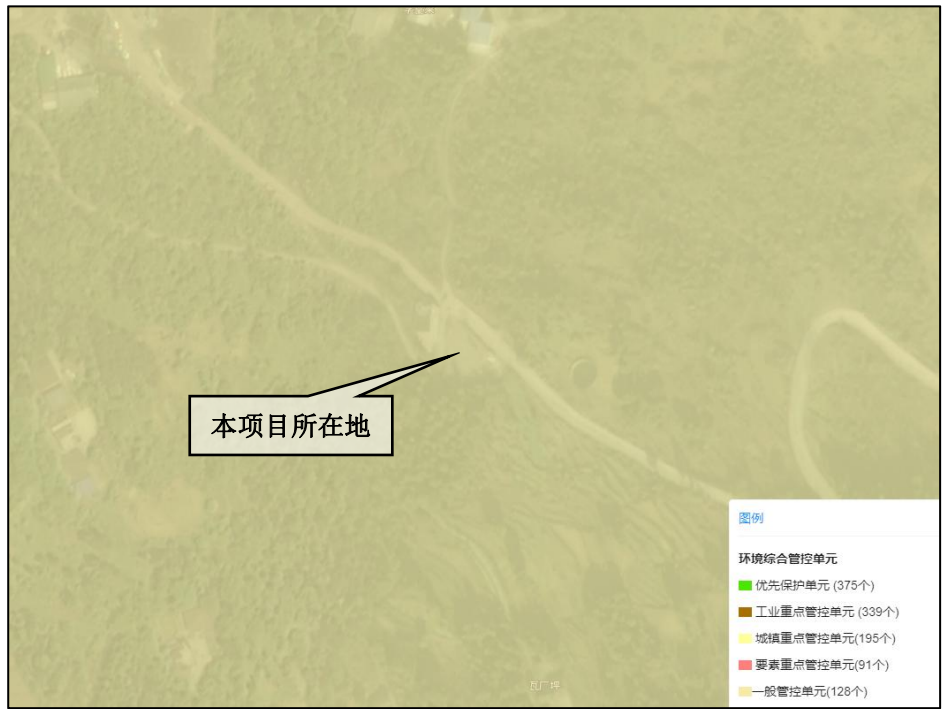 本项目所在地
图例
环境综合管控单元
优先保护单元 (375个)
工业重点管控单元 (339个)
城镇重点管控单元(195个)
要素重点管控单元(91个)
一般管控单元(128个)
瓦厂埠